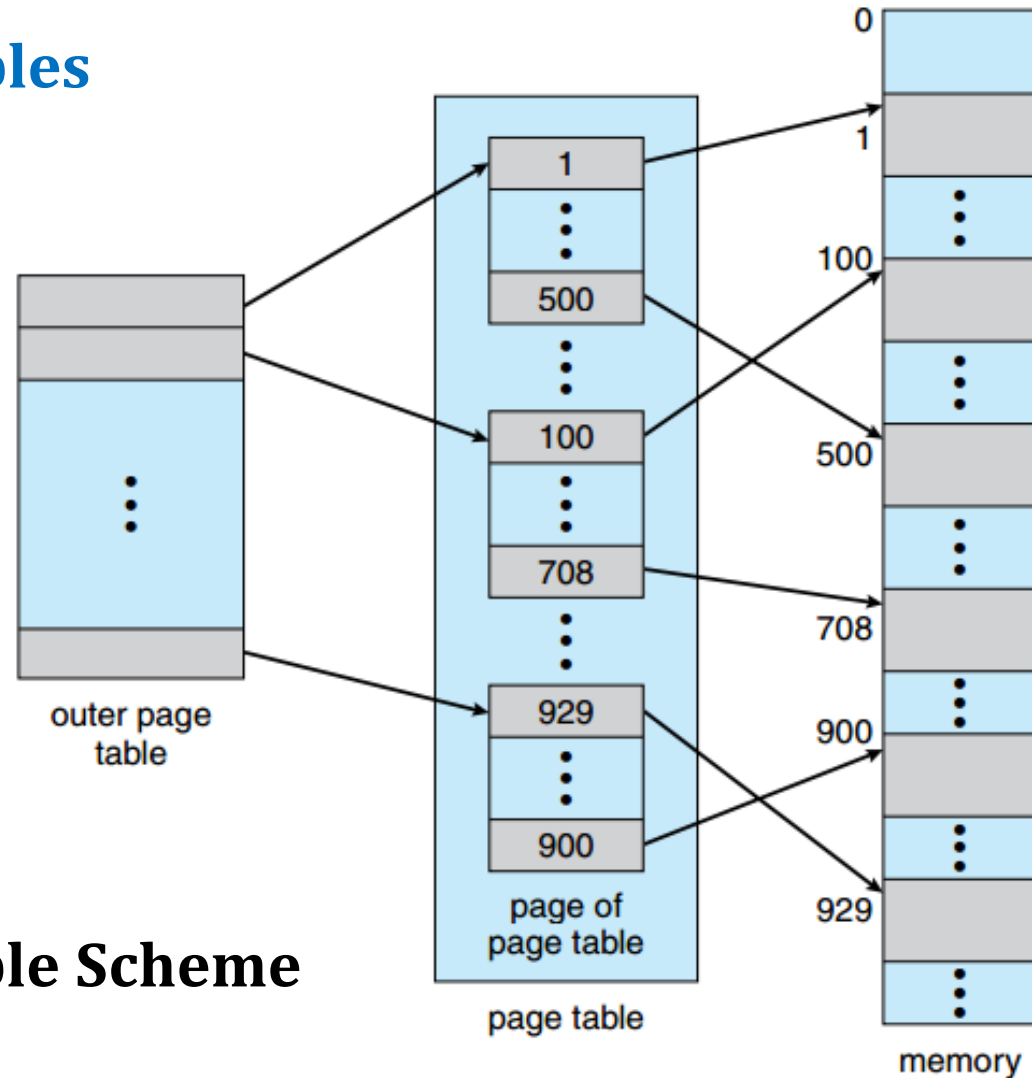 bles
outer page
table
1
500
100
708
929
900
page of
page table
page table
0
1
100
500
708
900
929
memory
ble Scheme